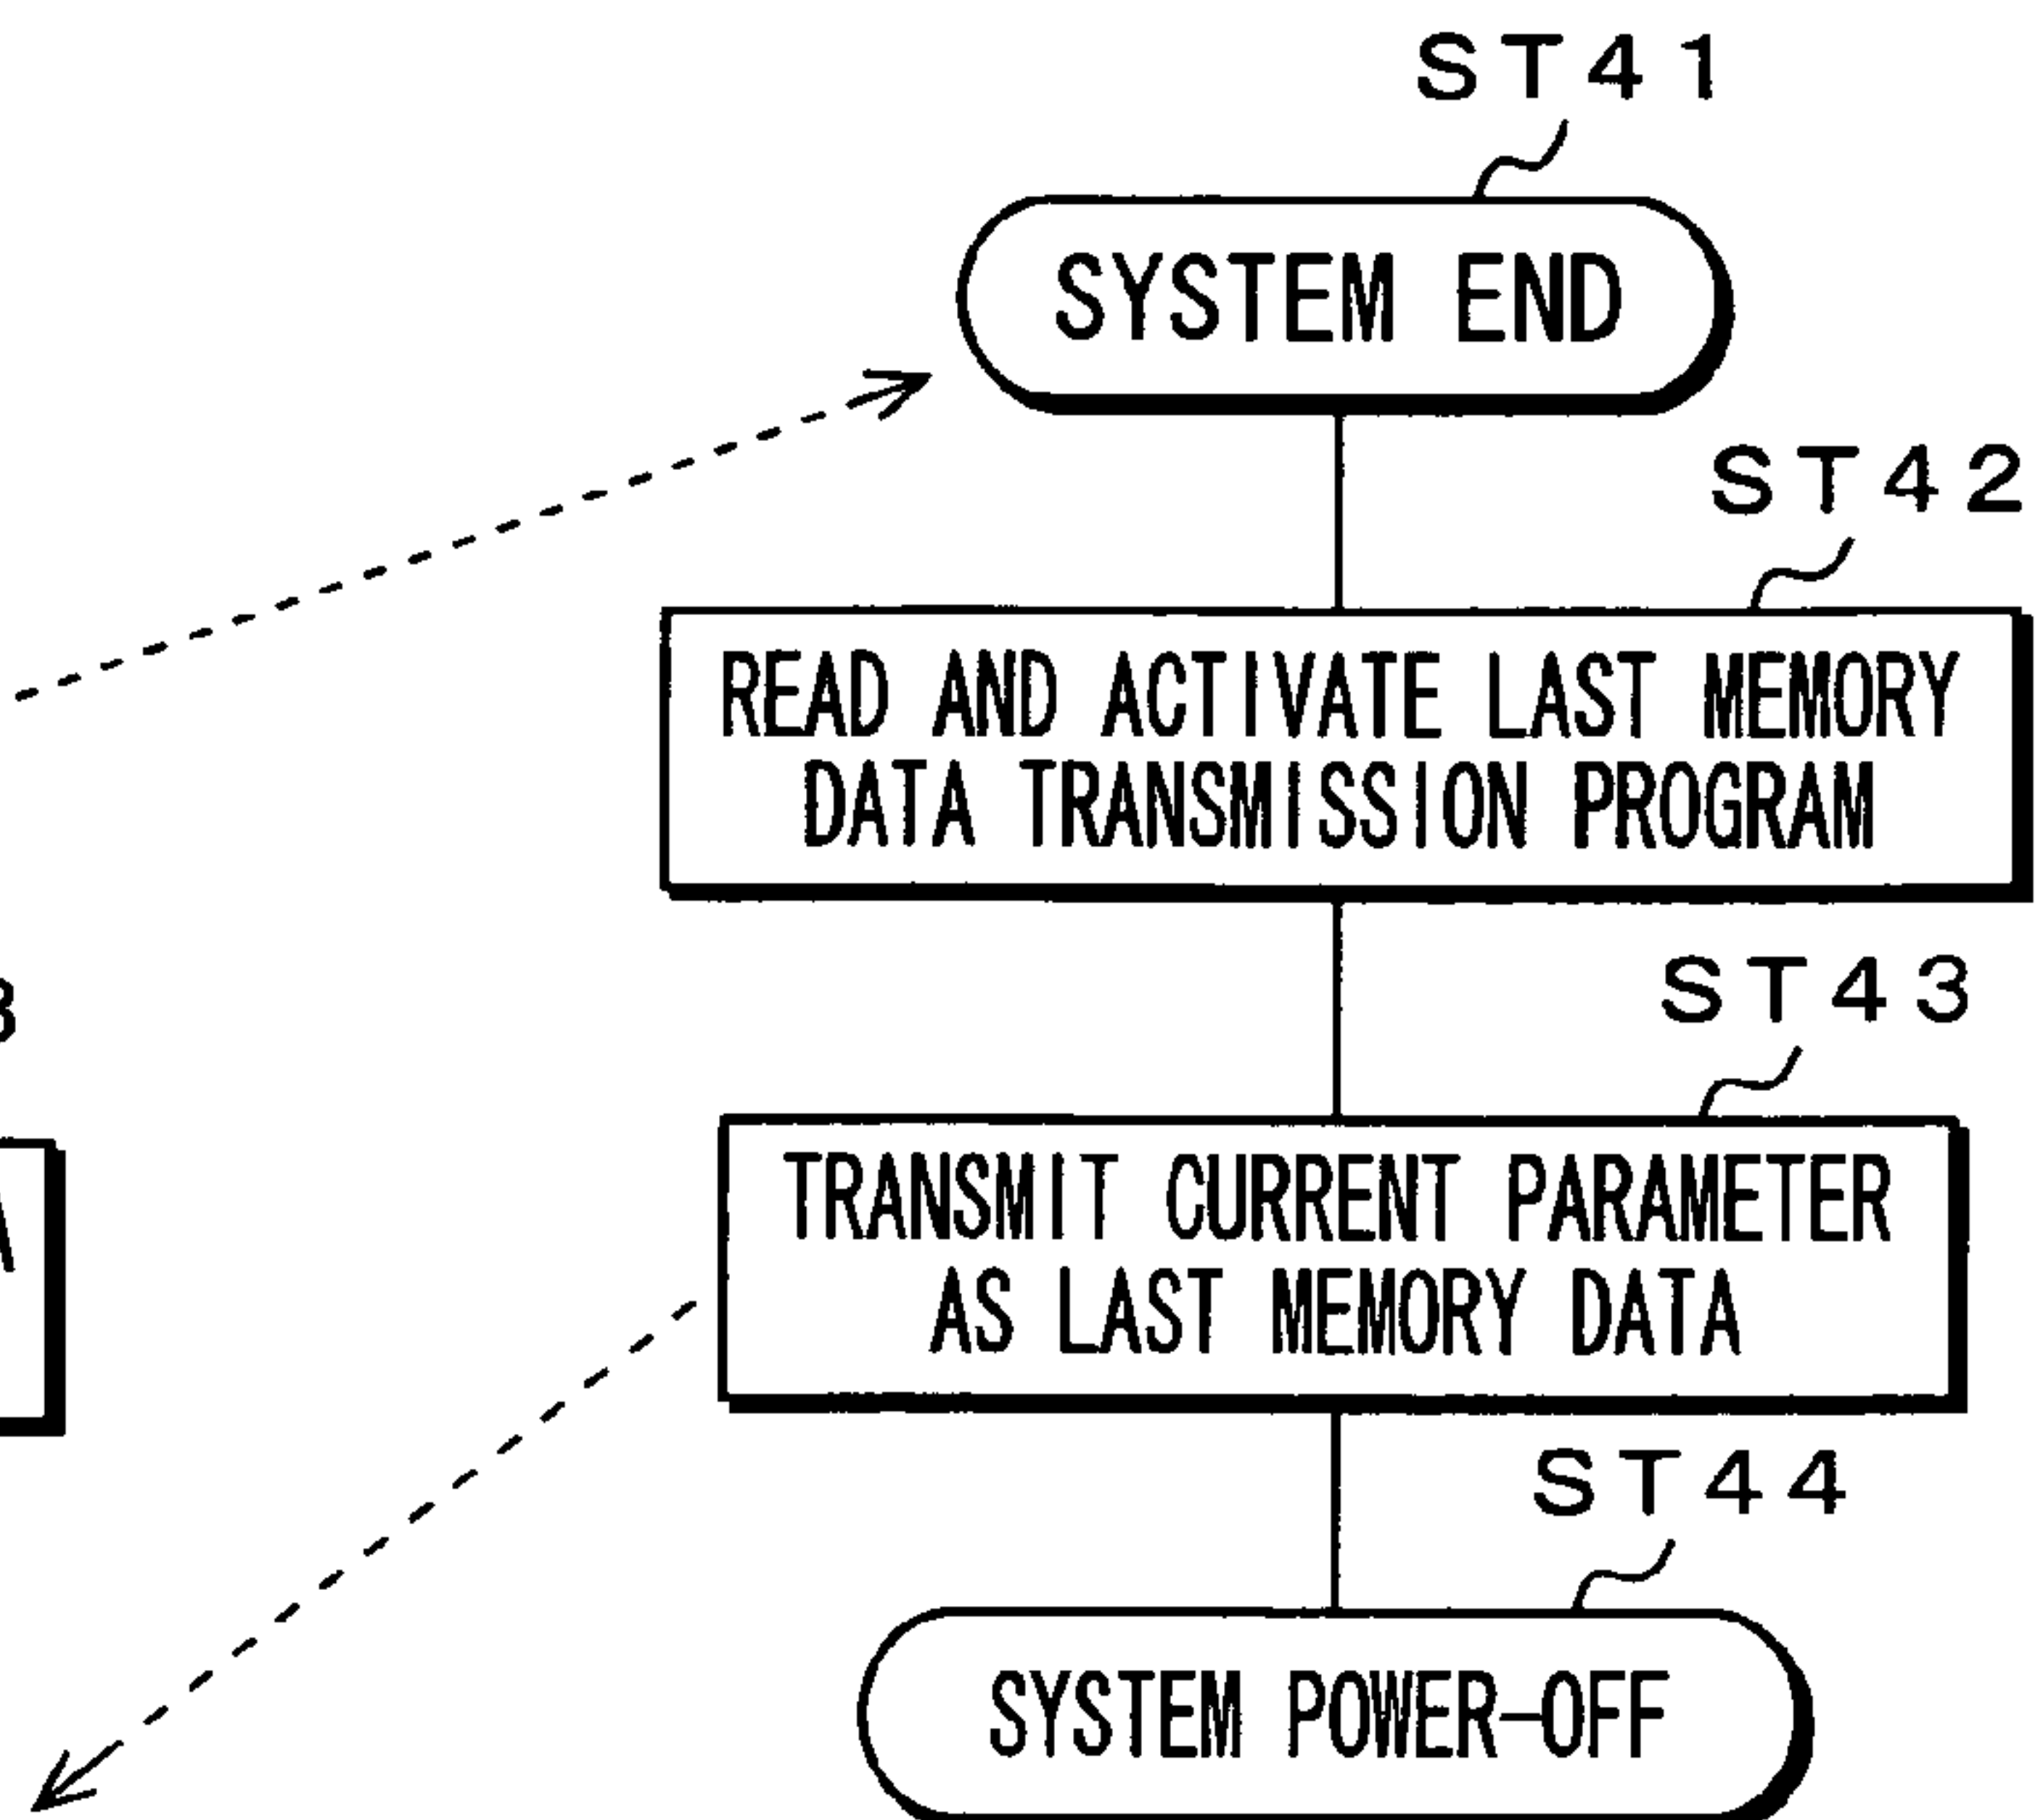 ST41
SYSTEM END
ST42
READ AND ACTIVATE LAST MEMORY
DATA TRANSMISSION PROGRAM
ST43
TRANSMIT CURRENT PARAMETER
AS LAST MEMORY DATA
ST44
SYSTEM POWER-OFF